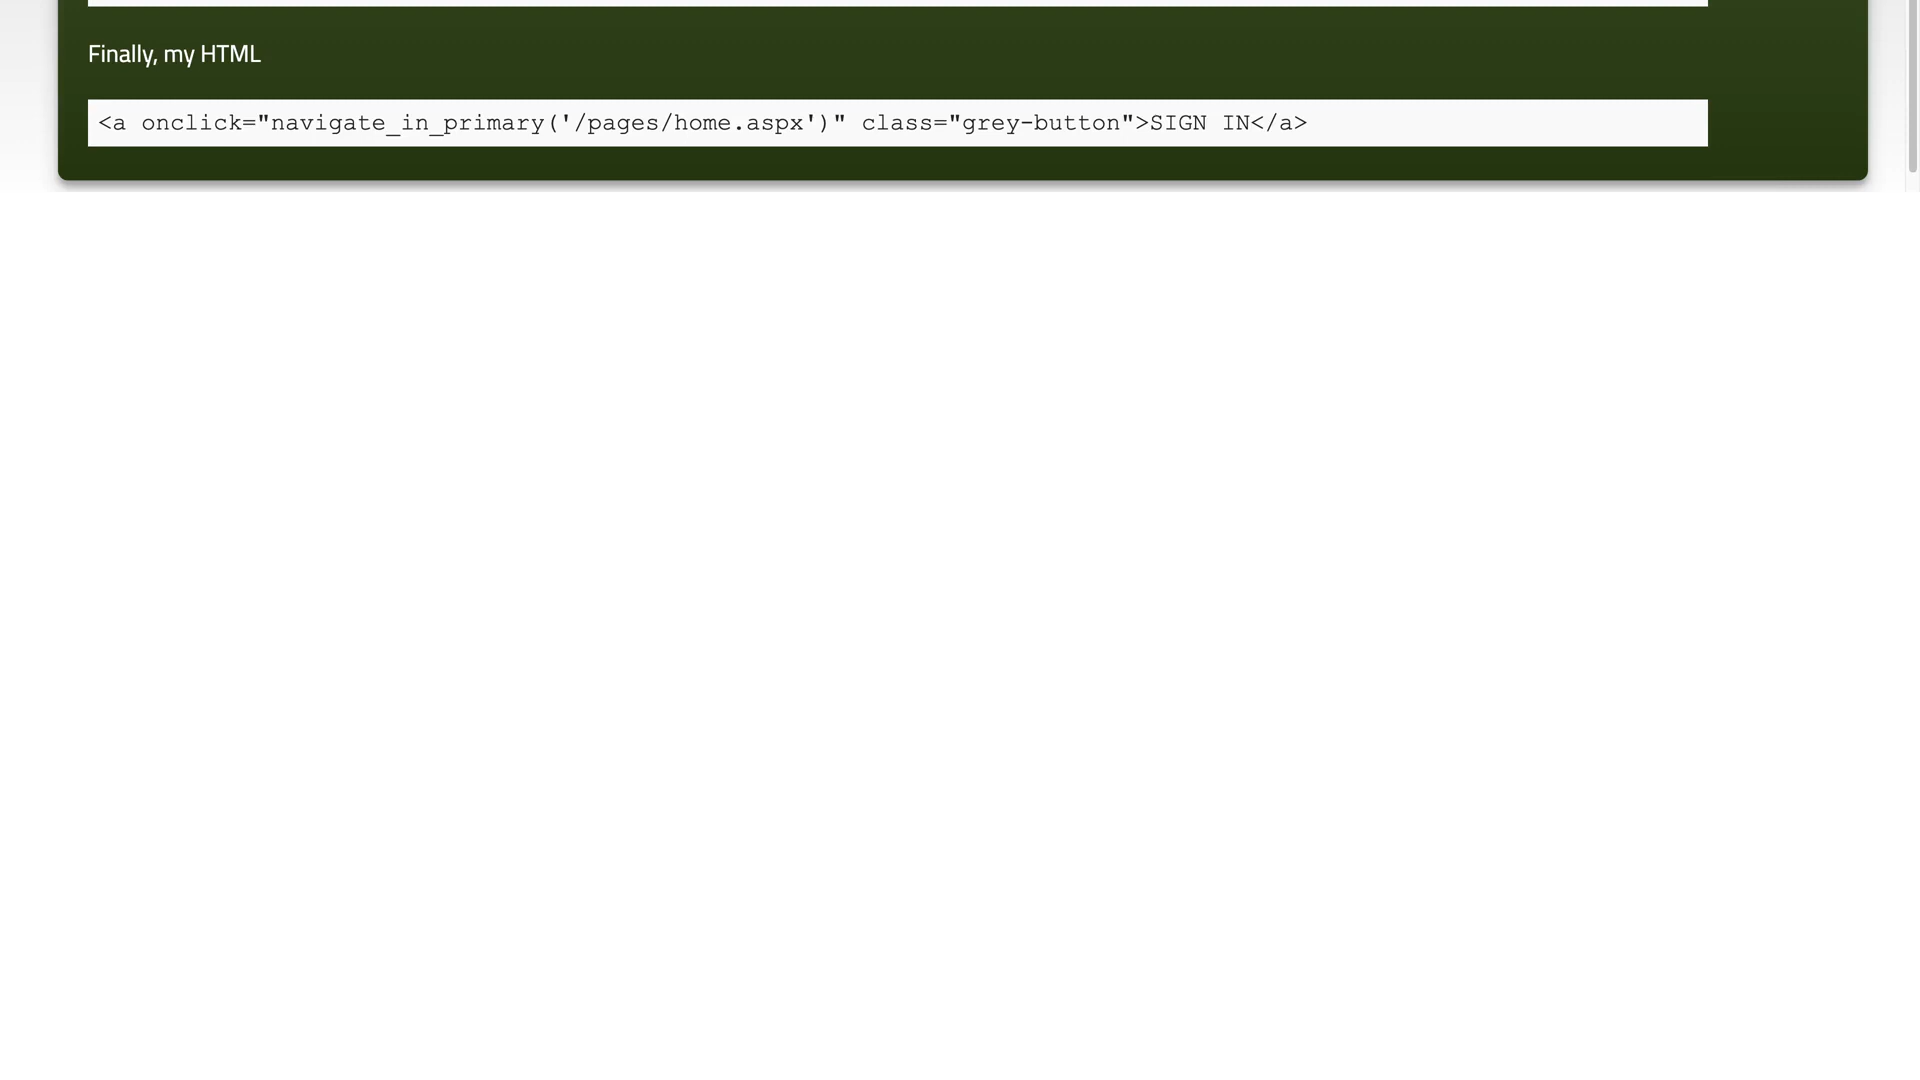 Finally, my HTML
<a onclick="navigate_in_primary('/pages/home.aspx')" class="grey-button">SIGN IN</a>